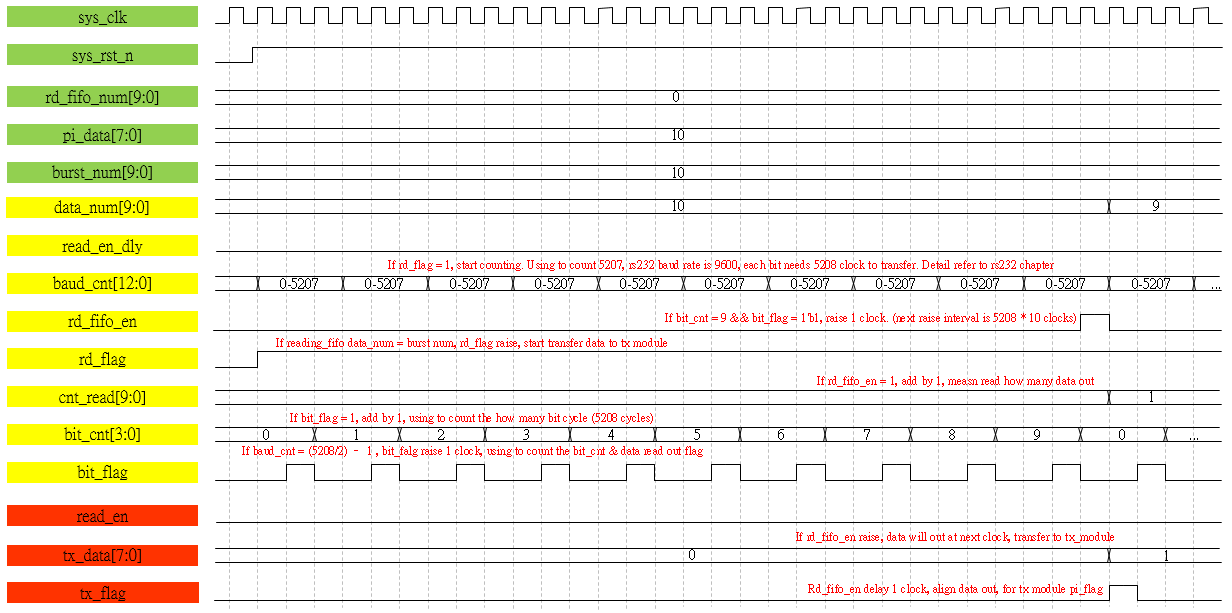 sys_clk
sys_rst_n
rd_fifo_num[9:0]
0
pi_data[7:0]
10
burst_num[9:0]
10
data_num[9:0]
10 9
read_en_dly
If rd_flag = 1, start counting. Using to count 5207, rs232 baud rate is 9600, each bit needs 5208 clock to transfer. Detail refer to rs232 chapter
baud_cnt[12:0]
0-5207 0-5207 0-5207 0-5207 0-5207 0-5207 0-5207 0-5207 0-5207 0-5207 0-5207 ...
rd_fifo_en
If bit_cnt = 9 && bit_flag = 1'b1, raise 1 clock. (next raise interval is 5208 * 10 clocks)
If reading_fifo data_num = burst num, rd_flag raise, start transfer data to tx module
rd_flag
If rd_fifo_en = 1, add by 1, measn read how many data out
cnt_read[9:0]
1
If bit_flag = 1, add by 1, using to count the how many bit cycle (5208 cycles)
bit_cnt[3:0]
0 1 2 3 4 5 6 7 8 9 0 ...
If baud_cnt = (5208/2) - 1 , bit_falg raise 1 clock, using to count the bit_cnt & data read out flag
bit_flag
read_en
If rd_fifo_en raise, data will out at next clock, transfer to tx_module
tx_data[7:0]
0 1
Rd_fifo_en delay 1 clock, align data out, for tx module pi_flag
tx_flag